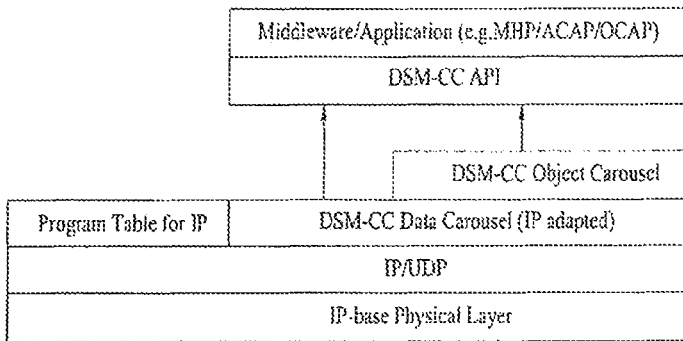 Middleware/Application (e.g.MHP/ACAP/OCAP)
DSM-CC API
DSM-CC Object Carousel
Program Table for IP
DSM-CC Data Carousel (IP adapted)
IP/UDP
IP-base Physical Layer